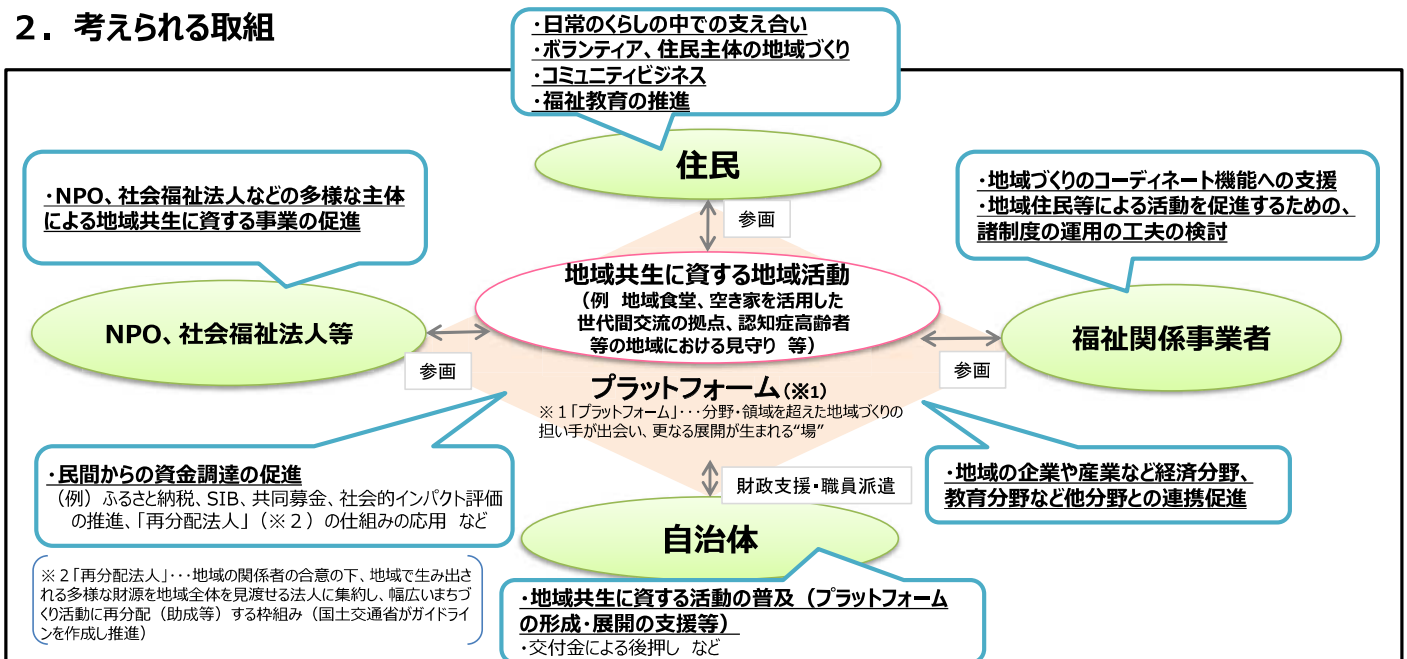 ２．考えられる取組
・日常のくらしの中での支え合い
・ボランティア、住民主体の地域づくり
・コミュニティビジネス
・福祉教育の推進
住民
・NPO、社会福祉法人などの多様な主体
による地域共生に資する事業の促進
・地域づくりのコーディネート機能への支援
・地域住民等による活動を促進するための、
諸制度の運用の工夫の検討
参画
地域共生に資する地域活動
（例　地域食堂、空き家を活用した
世代間交流の拠点、認知症高齢者
等の地域における見守り　等）
NPO、社会福祉法人等
福祉関係事業者
参画
参画
プラットフォーム（※1）
※１「プラットフォーム」･･･分野・領域を超えた地域づくりの
担い手が出会い、更なる展開が生まれる“場”
・民間からの資金調達の促進
（例）ふるさと納税、SIB、共同募金、社会的インパクト評価
の推進、「再分配法人」（※２）の仕組みの応用　など
・地域の企業や産業など経済分野、
教育分野など他分野との連携促進
財政支援・職員派遣
自治体
※２「再分配法人」･･･地域の関係者の合意の下、地域で生み出さ
れる多様な財源を地域全体を見渡せる法人に集約し、幅広いまちづ
くり活動に再分配（助成等）する枠組み（国土交通省がガイドライ
ンを作成し推進）
・地域共生に資する活動の普及（プラットフォーム
の形成・展開の支援等）
・交付金による後押し　など